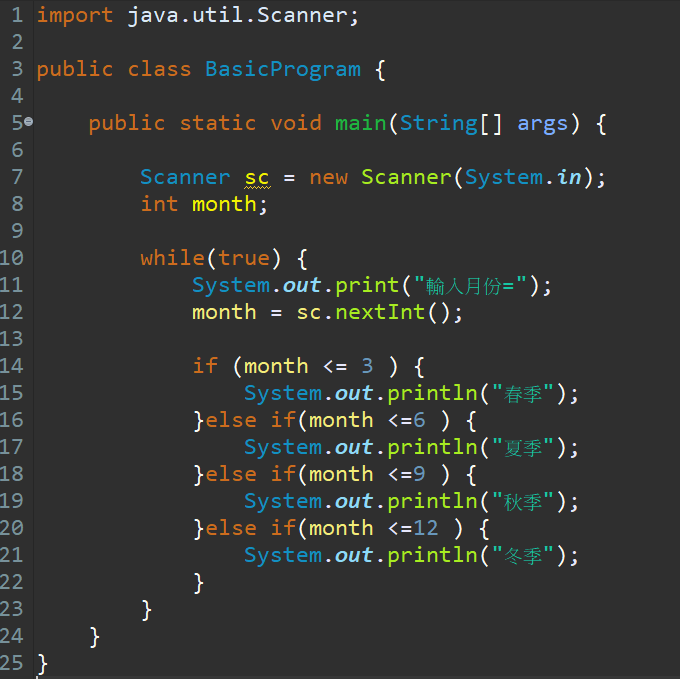 1 import java.util.Scanner;
2
3 public class BasicProgram {
4
5 public static void main(String[] args) {
6
7 Scanner sc = new Scanner(System.in);
8 int month;
9
10 while(true) {
11 System.out.print("輸入月份=");
12 month = sc.nextInt();
13
14 if (month <= 3 ) {
15 System.out.println("春季");
16 }else if(month <=6 ) {
17 System.out.println("夏季");
18 }else if(month <=9 ) {
19 System.out.println("秋季");
20 }else if(month <=12 ) {
21 System.out.println("冬季");
22 }
23 }
24 }
25 }